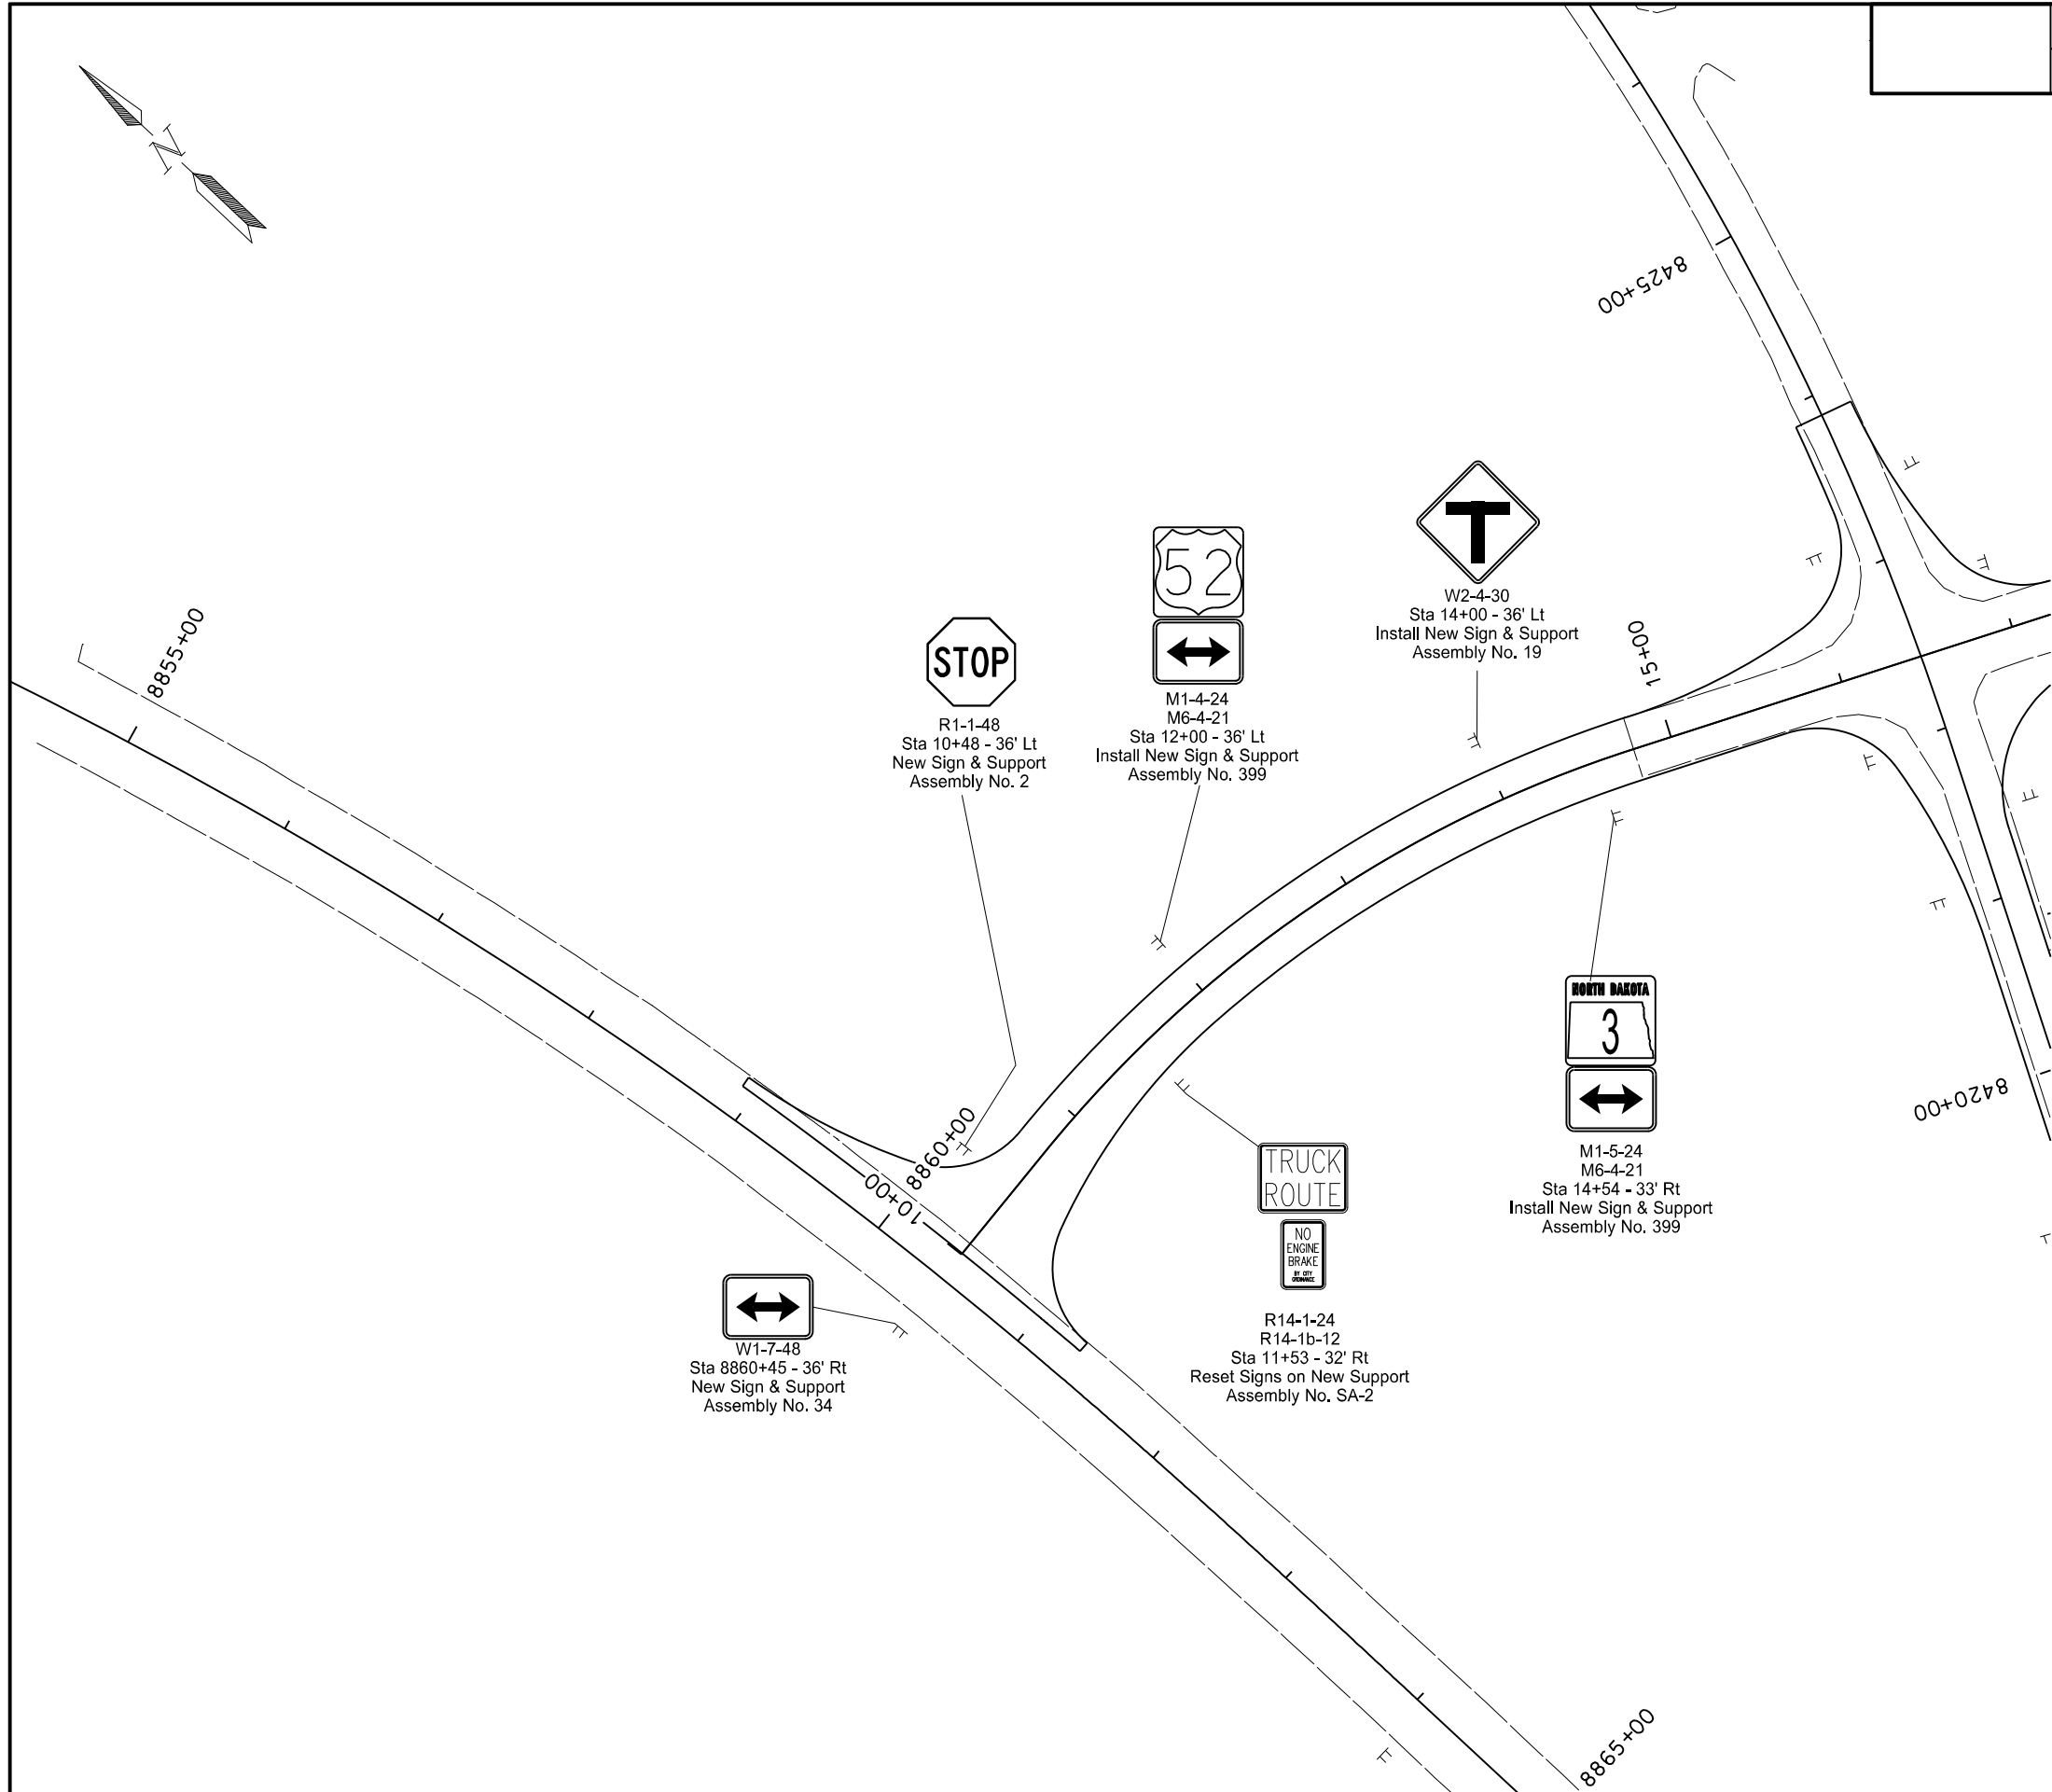 N
8425+00
W2-4-30
Sta 14+00 - 36' Lt
Install New Sign & Support
Assembly No. 19
52
M1-4-24
M6-4-21
Sta 12+00 - 36' Lt
Install New Sign & Support
Assembly No. 399
8855+00
STOP
R1-1-48
Sta 10+48 - 36' Lt
New Sign & Support
Assembly No. 2
15+00
NORTH DAKOTA
3
M1-5-24
M6-4-21
Sta 14+54 - 33' Rt
Install New Sign & Support
Assembly No. 399
8420+00
8860+00
10+00
TRUCK
ROUTE
NO
ENGINE
BRAKE
BY CITY
ORDINANCE
R14-1-24
R14-1b-12
Sta 11+53 - 32' Rt
Reset Signs on New Support
Assembly No. SA-2
W1-7-48
Sta 8860+45 - 36' Rt
New Sign & Support
Assembly No. 34
8865+00